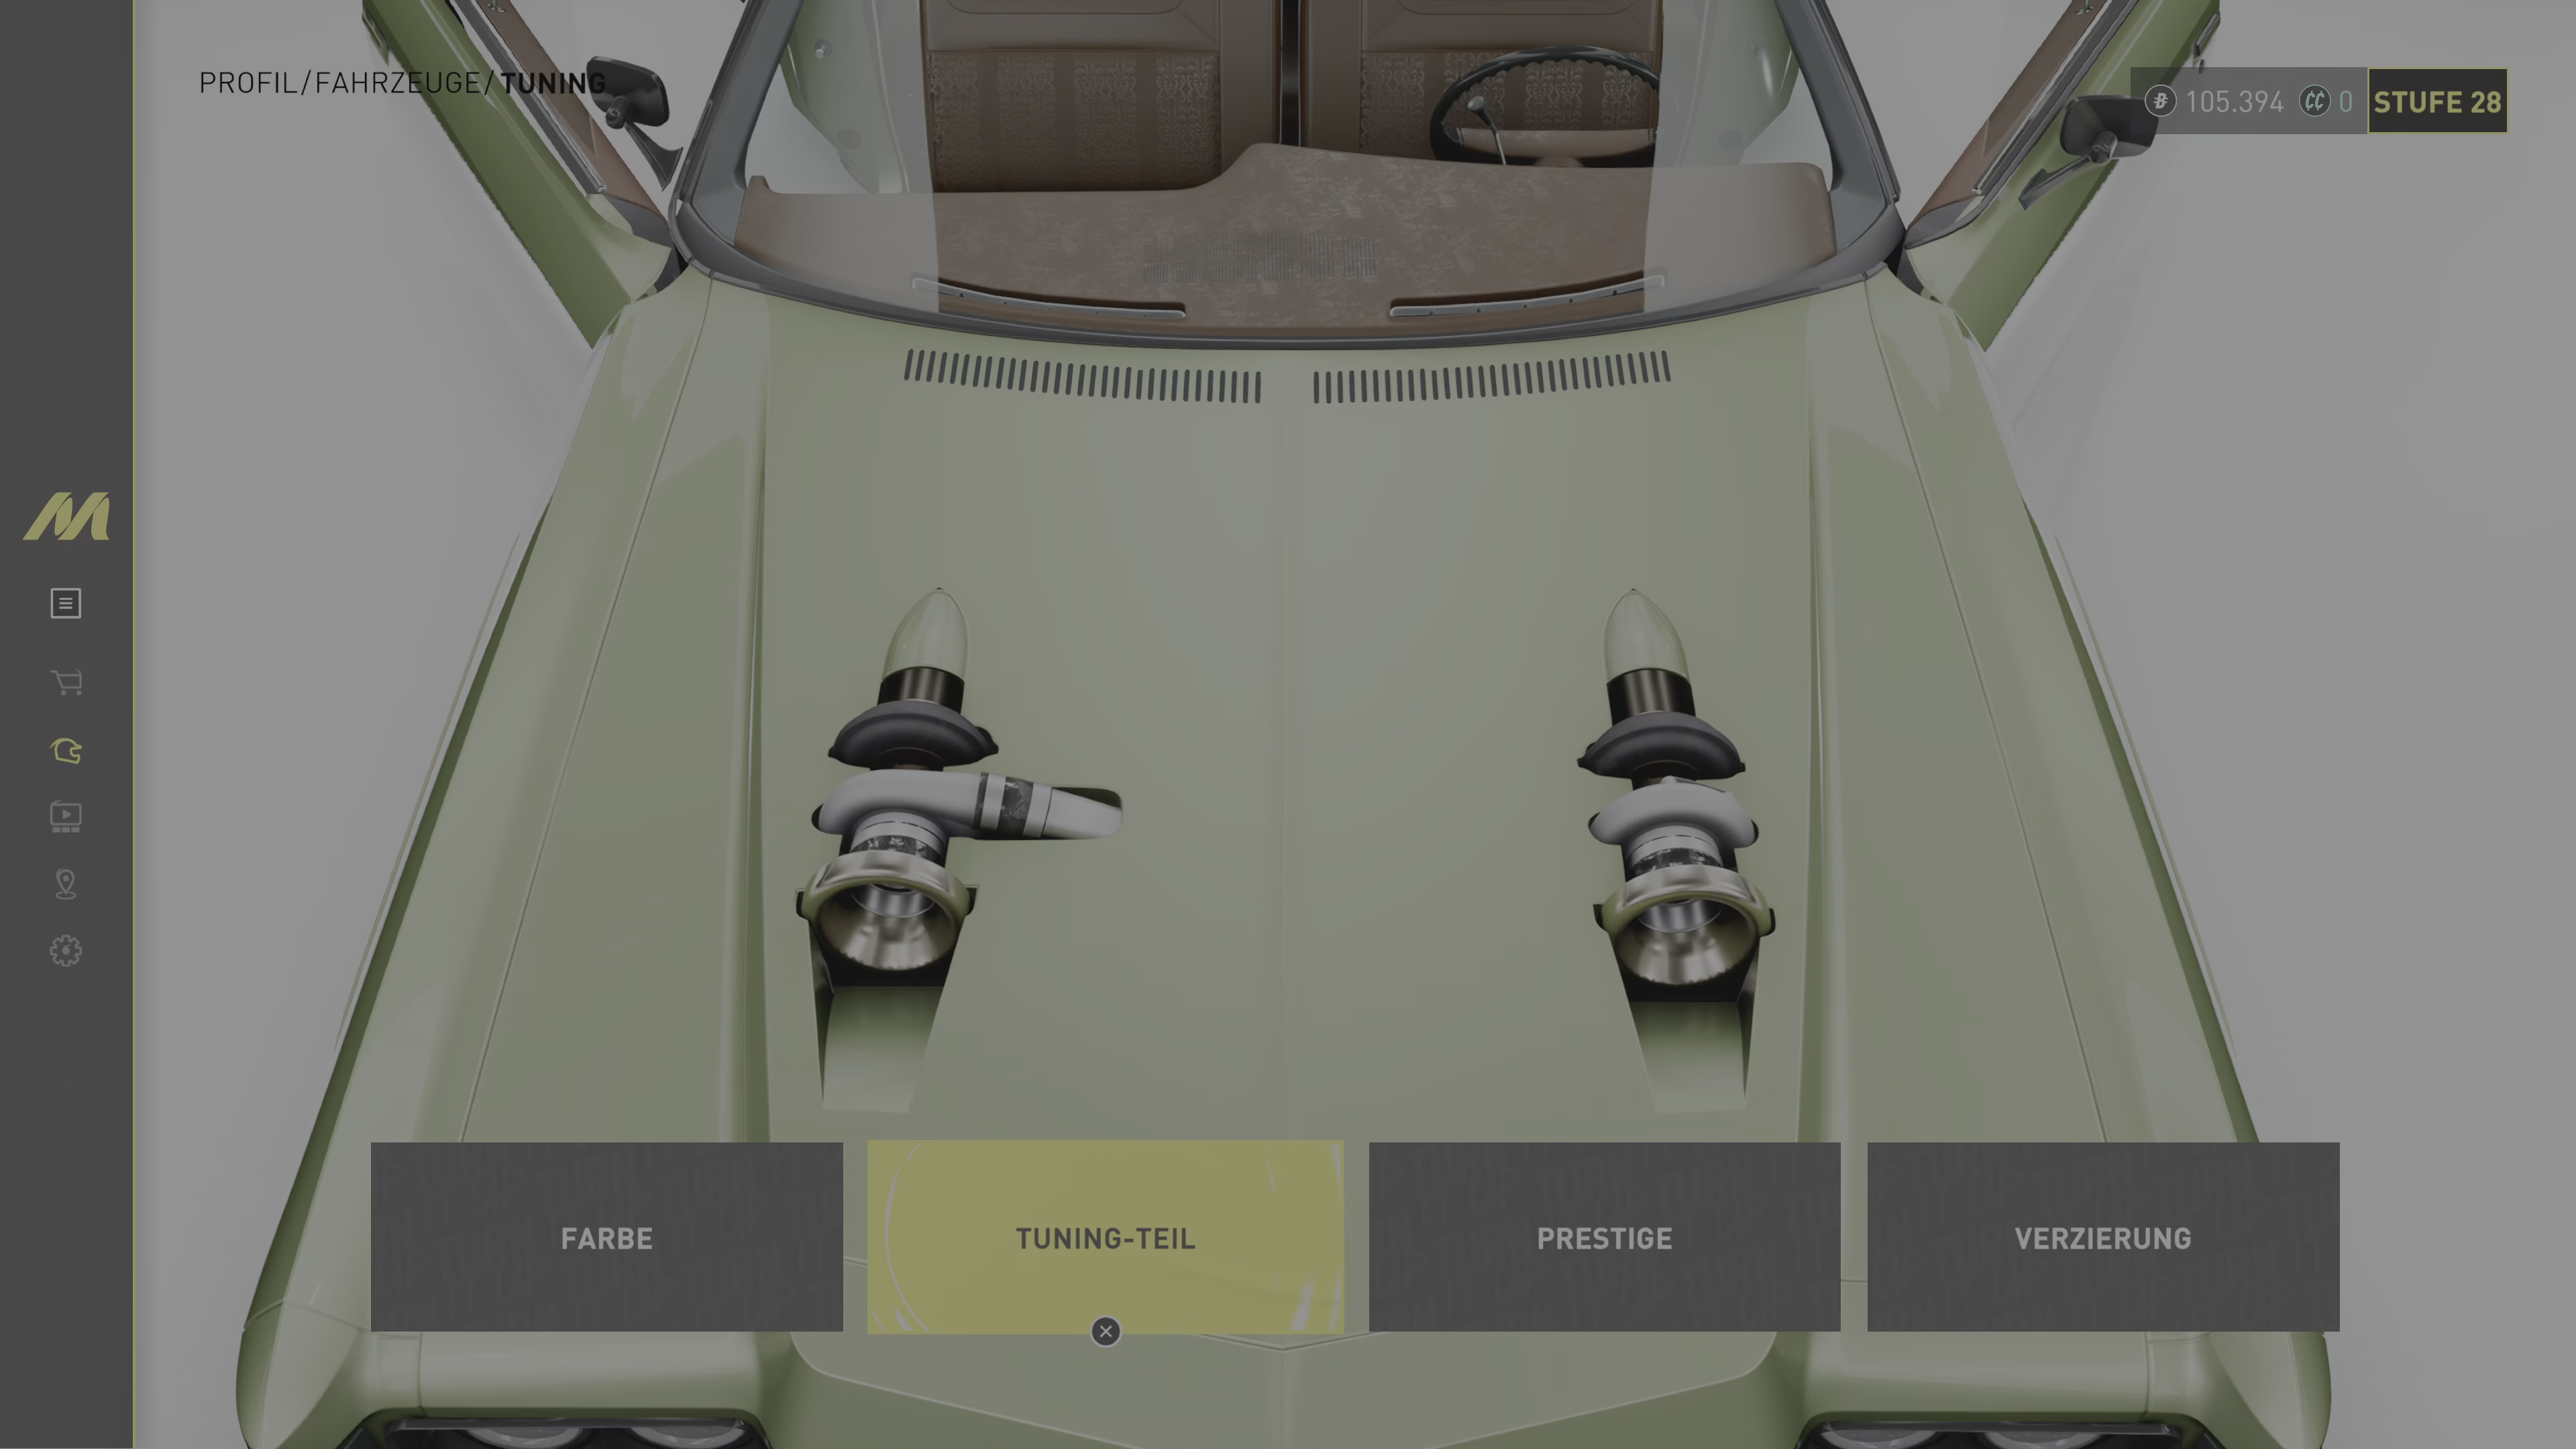 PROFIL/FAHRZEUGE/TUNING
105.394 0 STUFE 28
FARBE
TUNING-TEIL
PRESTIGE
VERZIERUNG